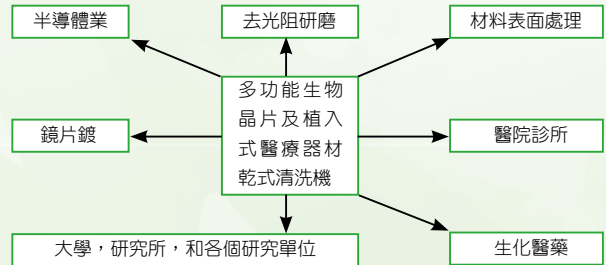 半導體業
去光阻研磨
材料表面處理
多功能生物
晶片及植入
式醫療器材
乾式清洗機
鏡片鍍
醫院診所
大學，研究所，和各個研究單位
生化醫藥